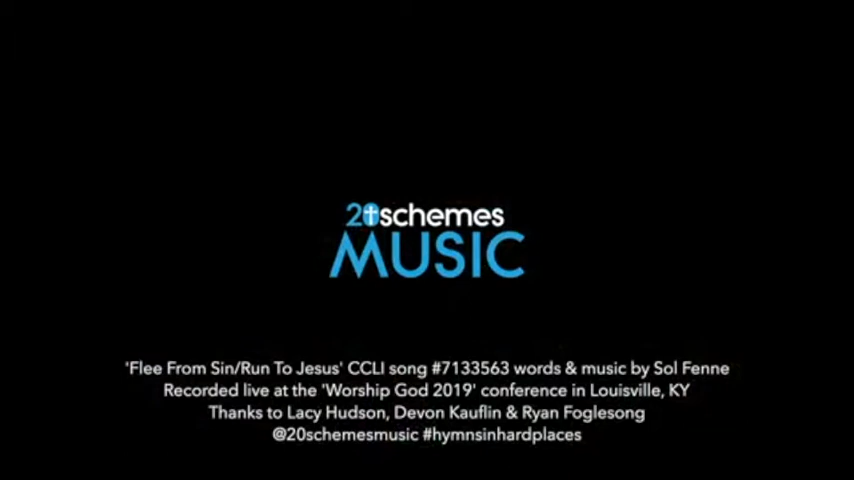 20schemes
MUSIC
'Flee From Sin/Run To Jesus' CCLI song #7133563 words & music by Sol Fenne
Recorded live at the 'Worship God 2019' conference in Louisville, KY
Thanks to Lacy Hudson, Devon Kauflin & Ryan Foglesong
@20schemesmusic #hymnsinhardplaces